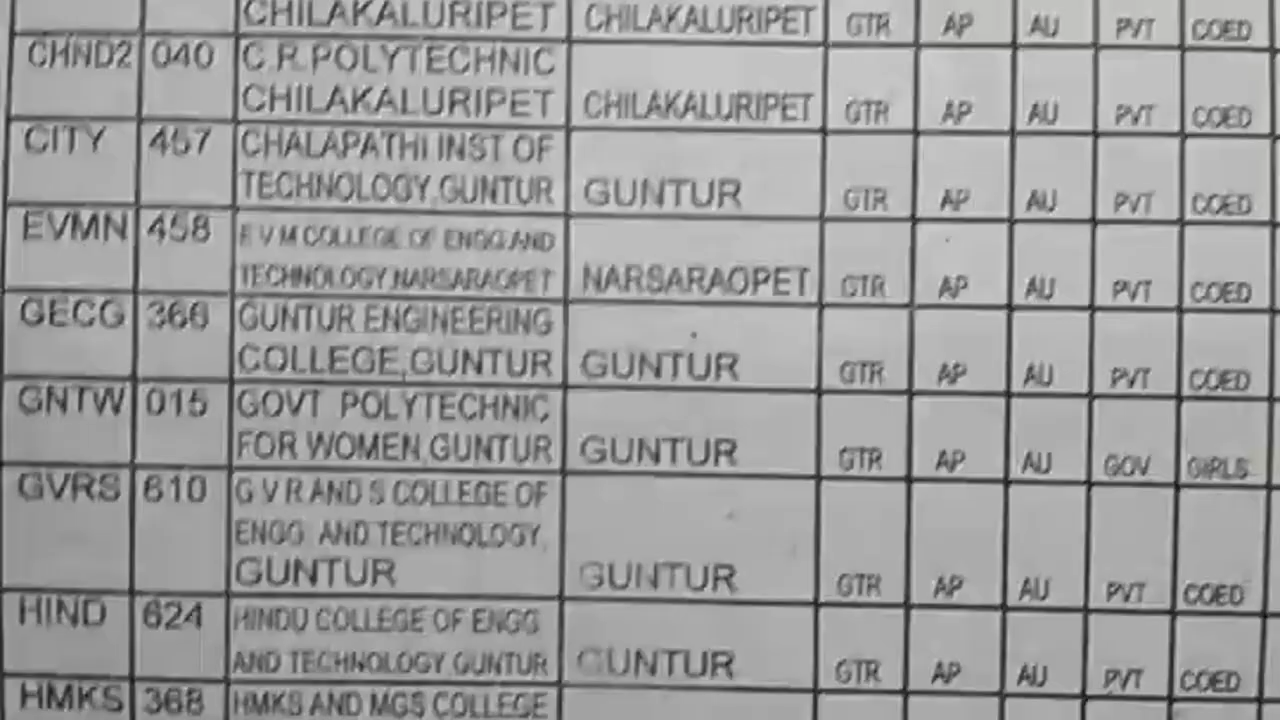 CHILAKALURIPET CHILAKALURIPET GTR AP AU PVT COED
CHND2 040 C.R.POLYTECHNIC
CHILAKALURIPET CHILAKALURIPET GTR AP AU PVT COED
CITY 457 CHALAPATHI INST OF
TECHNOLOGY,GUNTUR GUNTUR GTR AP AU PVT COED
EVMN 458 E V M COLLEGE OF ENGG AND
TECHNOLOGY,NARSARAOPET NARSARAOPET GTR AP AU PVT COED
GECG 366 GUNTUR ENGINEERING
COLLEGE,GUNTUR GUNTUR GTR AP AU PVT COED
GNTW 015 GOVT POLYTECHNIC
FOR WOMEN,GUNTUR GUNTUR GTR AP AU GOV GIRLS
GVRS 610 G V R AND S COLLEGE OF
ENGG AND TECHNOLOGY,
GUNTUR GUNTUR GTR AP AU PVT COED
HIND 624 HINDU COLLEGE OF ENGG
AND TECHNOLOGY,GUNTUR GUNTUR GTR AP AU PVT COED
HMKS 368 HMKS AND MGS COLLEGE